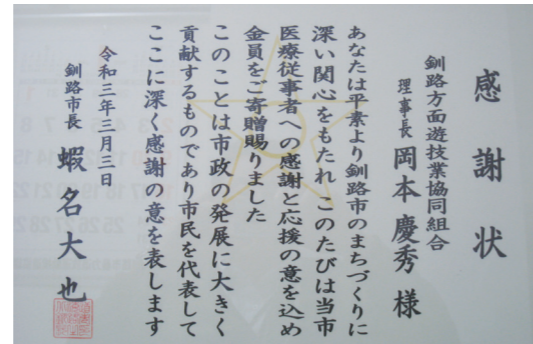 感謝状
釧路方面遊技業協同組合
理事長 岡本慶秀 様
あなたは平素より釧路市のまちづくりに
深い関心をもたれ このたびは当市
医療従事者への感謝と応援の意を込め
金員をご寄贈賜りました
このことは市政の発展に大きく
貢献するものであり市民を代表して
ここに深く感謝の意を表します
令和三年三月三日
釧路市長 蝦名大也